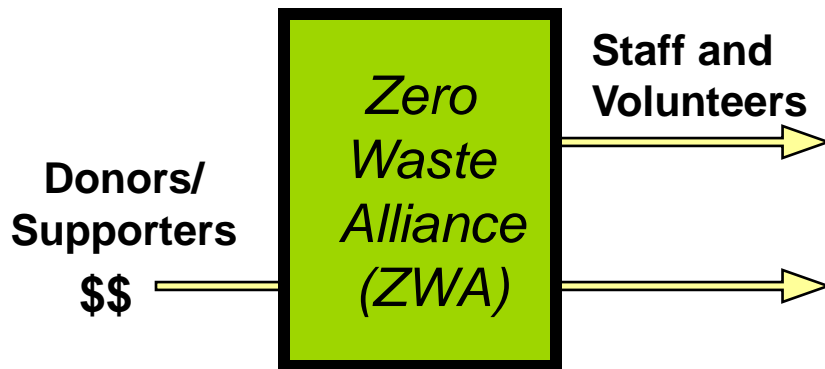 Donors/
Supporters
$$
Zero
Waste
Alliance
(ZWA)
Staff and
Volunteers